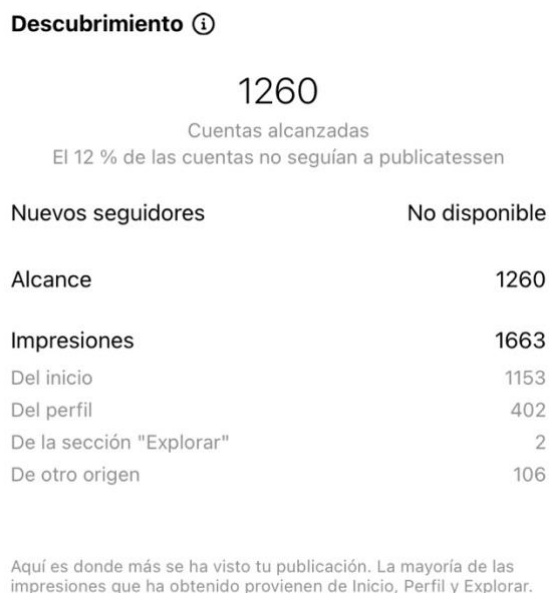 Descubrimiento
1260
Cuentas alcanzadas
El 12 % de las cuentas no seguían a publicatessen
Nuevos seguidores No disponible
Alcance 1260
Impresiones 1663
Del inicio 1153
Del perfil 402
De la sección "Explorar" 2
De otro origen 106
Aquí es donde más se ha visto tu publicación. La mayoría de las
impresiones que ha obtenido provienen de Inicio, Perfil y Explorar.